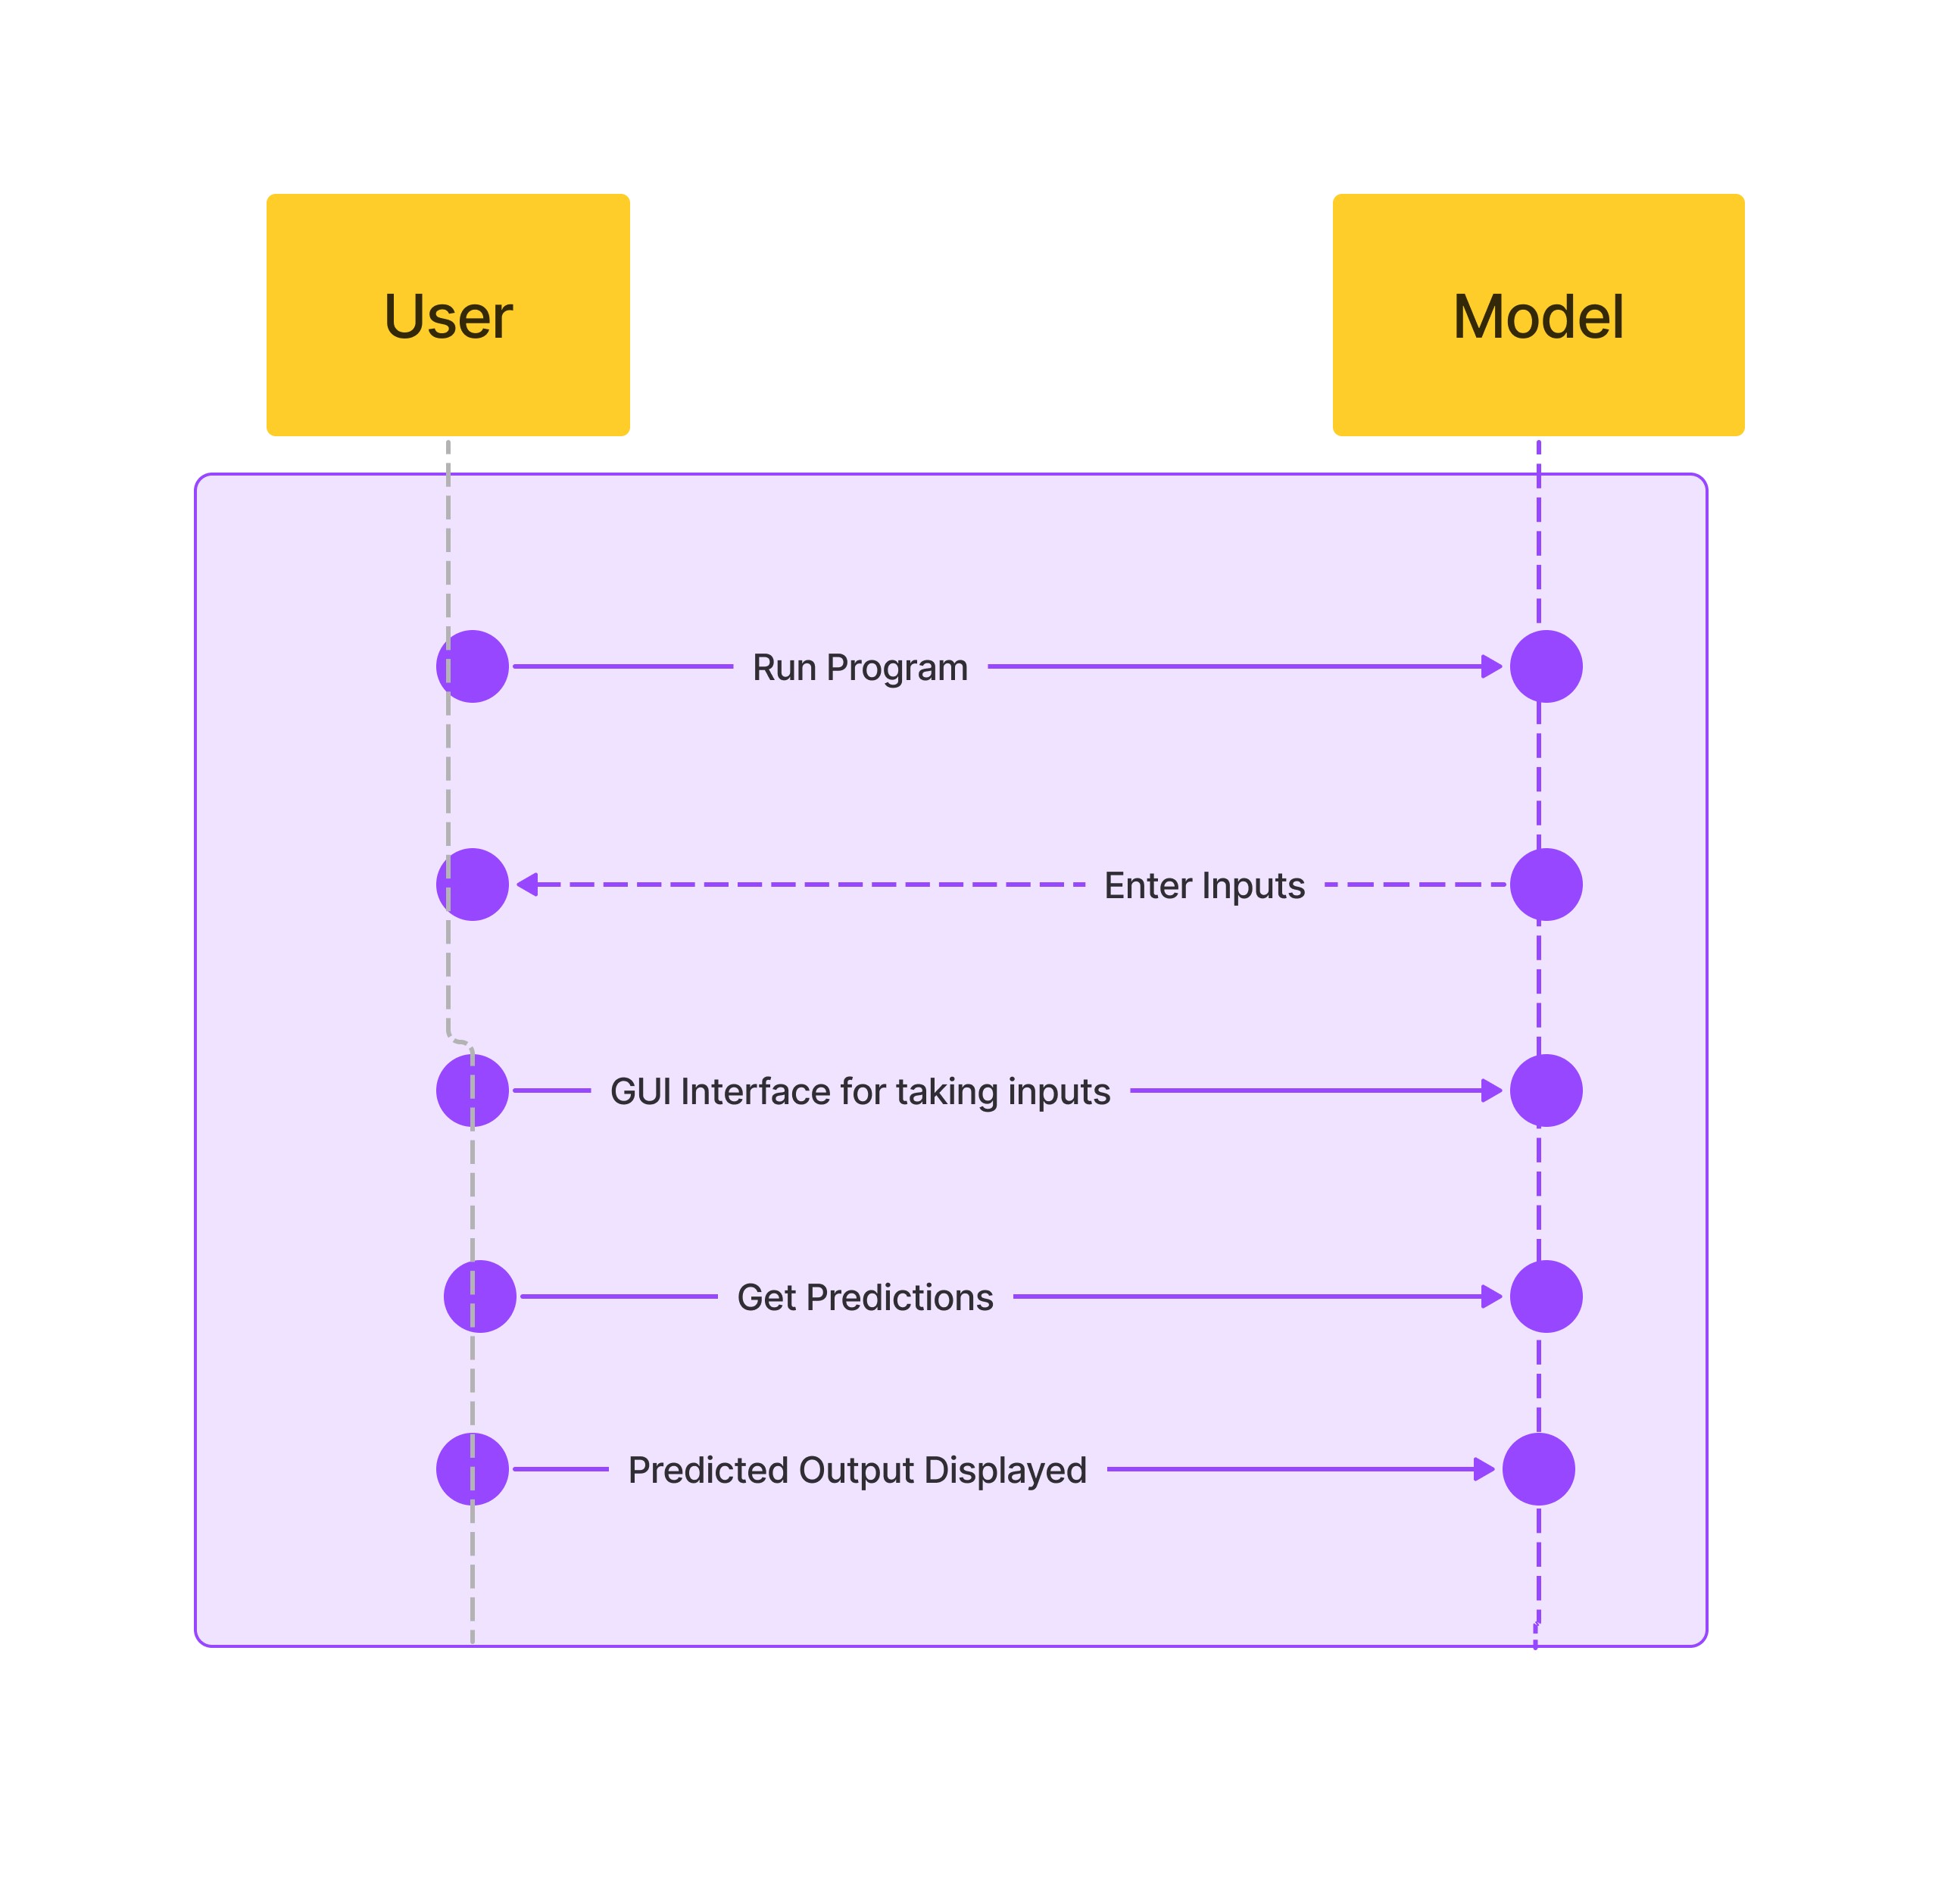 User
Model
Run Program
Enter Inputs
GUI Interface for taking inputs
Get Predictions
Predicted Output Displayed